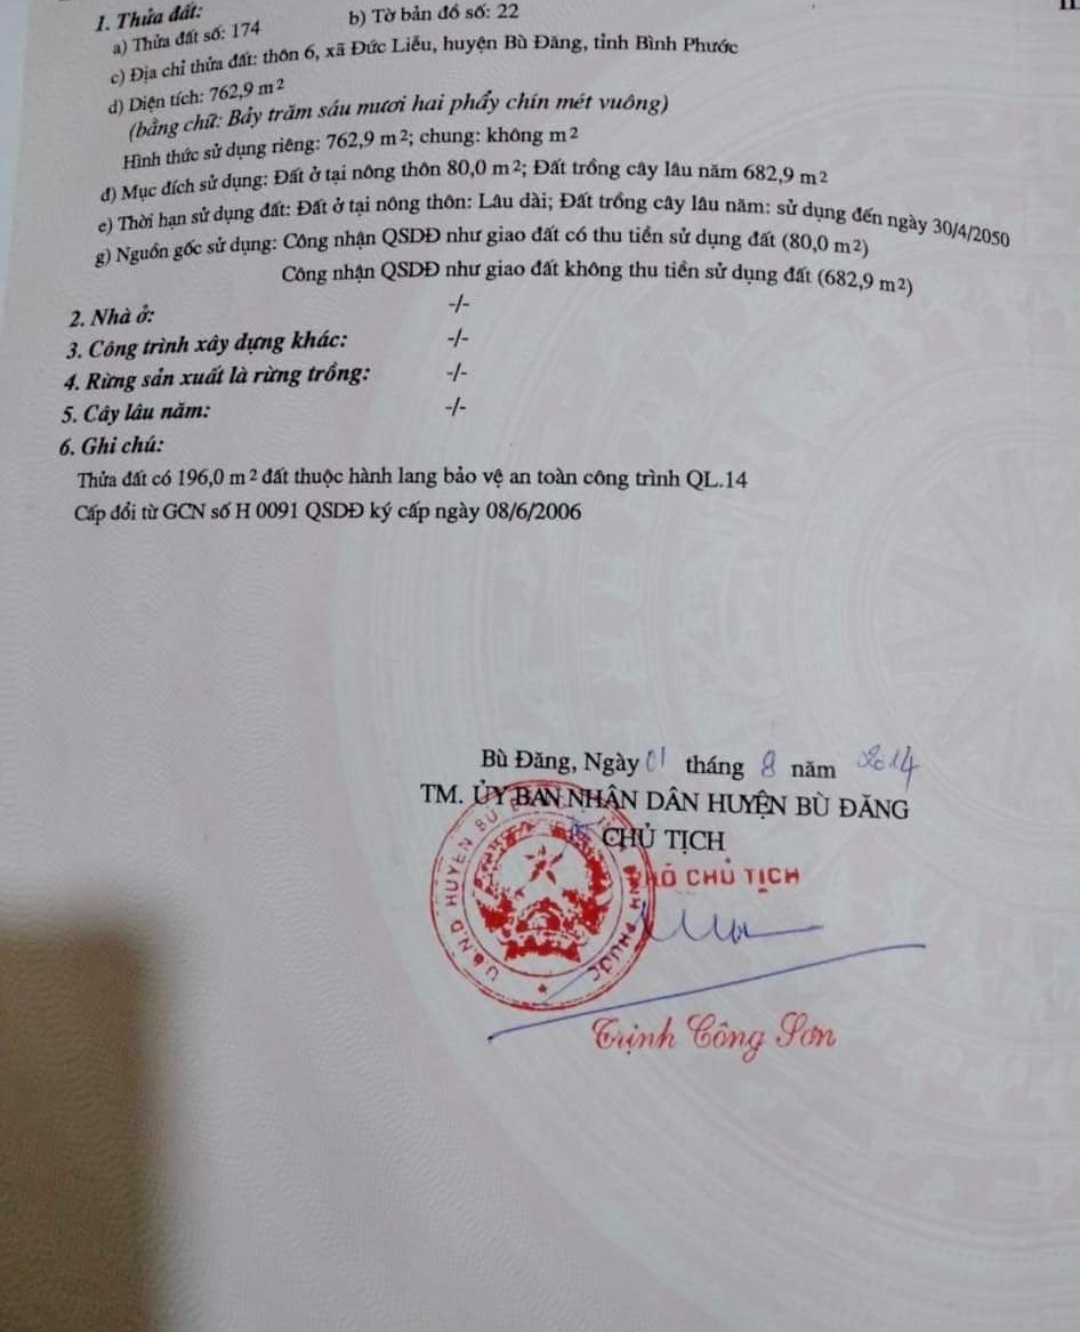 1. Thửa đất:
a) Thửa đất số: 174 b) Tờ bản đồ số: 22
c) Địa chỉ thửa đất: thôn 6, xã Đức Liễu, huyện Bù Đăng, tỉnh Bình Phước
d) Diện tích: 762,9 m2
(bằng chữ: Bảy trăm sáu mươi hai phẩy chín mét vuông)
Hình thức sử dụng riêng: 762,9 m2; chung: không m2
đ) Mục đích sử dụng: Đất ở tại nông thôn 80,0 m2; Đất trồng cây lâu năm 682,9 m2
e) Thời hạn sử dụng đất: Đất ở tại nông thôn: Lâu dài; Đất trồng cây lâu năm: sử dụng đến ngày 30/4/2050
g) Nguồn gốc sử dụng: Công nhận QSDĐ như giao đất có thu tiền sử dụng đất (80,0 m2)
Công nhận QSDĐ như giao đất không thu tiền sử dụng đất (682,9 m2)
2. Nhà ở: -/-
3. Công trình xây dựng khác: -/-
4. Rừng sản xuất là rừng trồng: -/-
5. Cây lâu năm: -/-
6. Ghi chú:
Thửa đất có 196,0 m2 đất thuộc hành lang bảo vệ an toàn công trình QL.14
Cấp đổi từ GCN số H 0091 QSDĐ ký cấp ngày 08/6/2006
Bù Đăng, Ngày 01 tháng 8 năm 2014
TM. ỦY BAN NHÂN DÂN HUYỆN BÙ ĐĂNG
CHỦ TỊCH
PHÓ CHỦ TỊCH
U.B.N.D HUYỆN BÙ PHƯỚC
Trịnh Công Sơn